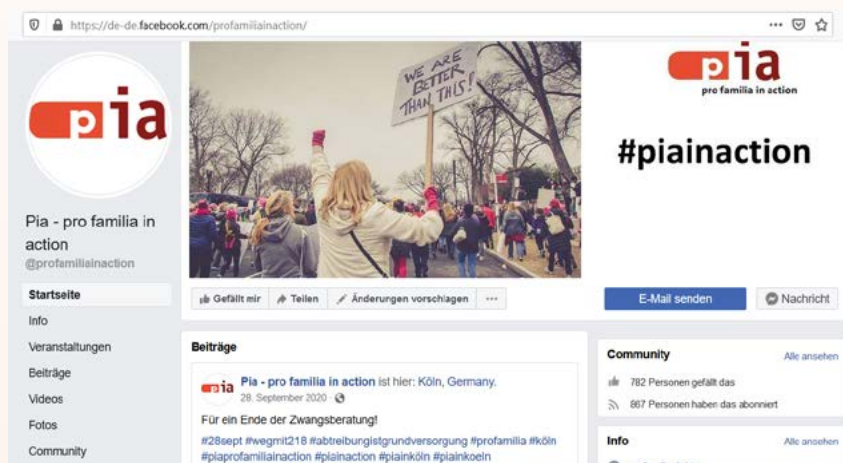 https://de-de.facebook.com/profamiliainaction/
pia
WE ARE
BETTER
THAN THIS!
pia
pro familia in action
#piainaction
Pia - pro familia in
action
@profamiliainaction
Startseite
Info
Veranstaltungen
Beiträge
Videos
Fotos
Community
Gefällt mir
Teilen
Änderungen vorschlagen
E-Mail senden
Nachricht
Beiträge
pia
Pia - pro familia in action ist hier: Köln, Germany.
28. September 2020
Für ein Ende der Zwangsberatung!
#28sept #wegmit218 #abtreibungistgrundversorgung #profamilia #köln
#piaprofamiliainaction #piainaction #piainköln #piainkoeln
Community
Alle ansehen
782 Personen gefällt das
867 Personen haben das abonniert
Info
Alle ansehen